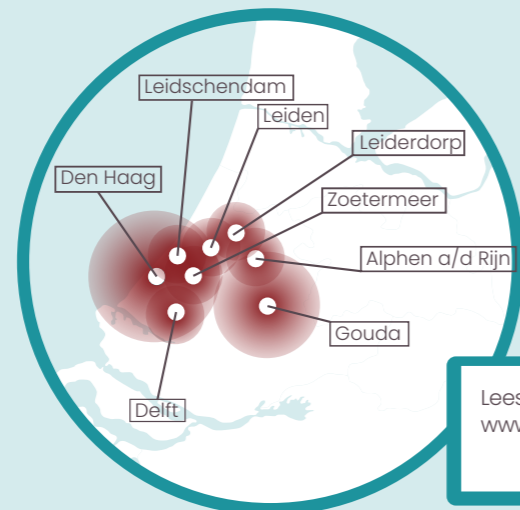 Leidschendam
Leiden
Leiderdorp
Den Haag
Zoetermeer
Alphen a/d Rijn
Gouda
Delft
Lees
www